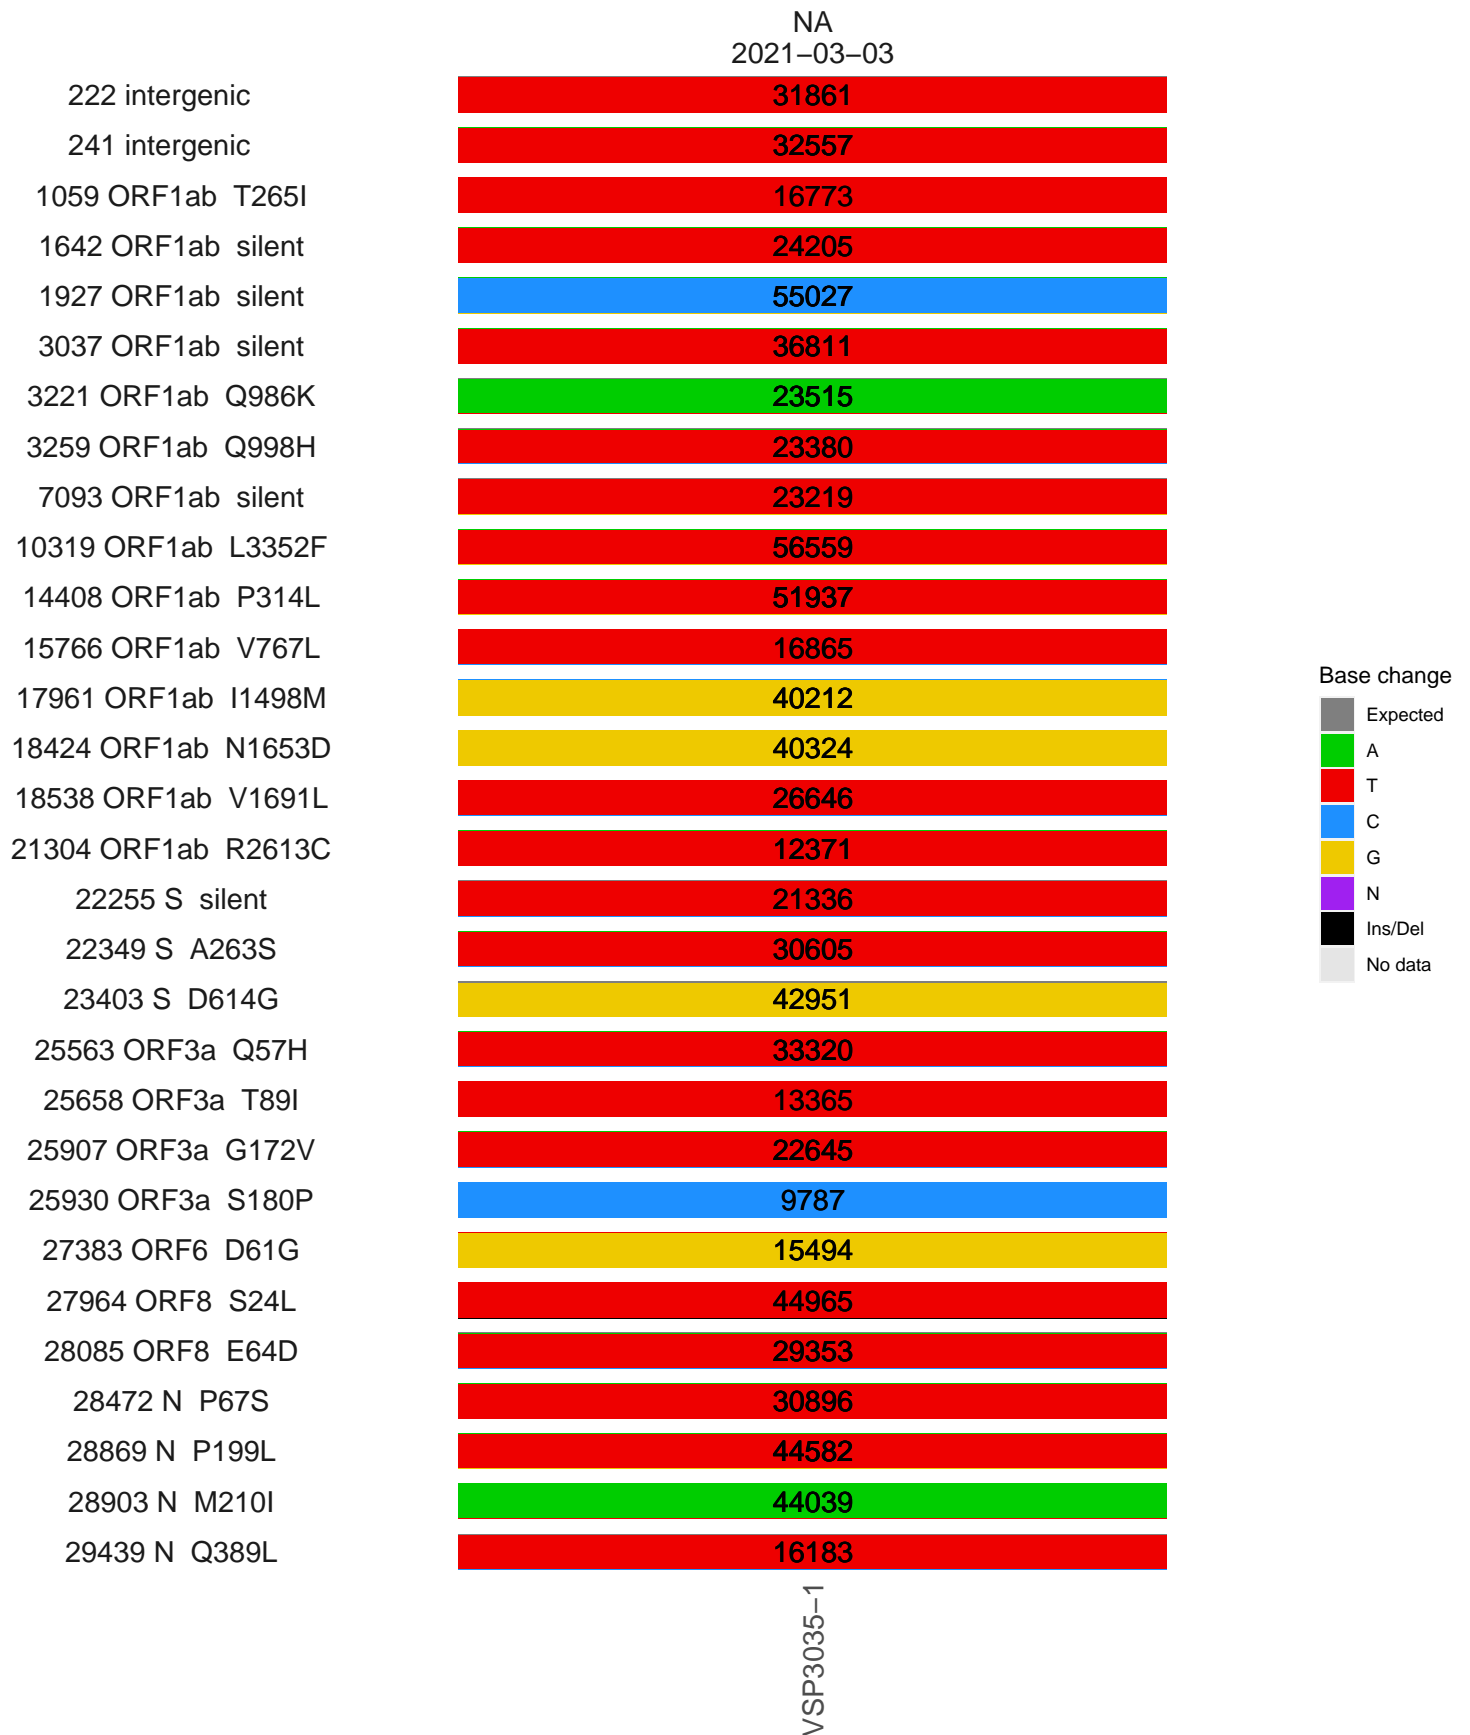 NA
2021−03−03
222 intergenic 31861
241 intergenic 32557
1059 ORF1ab T265I 16773
1642 ORF1ab silent 24205
1927 ORF1ab silent 55027
3037 ORF1ab silent 36811
3221 ORF1ab Q986K 23515
3259 ORF1ab Q998H 23380
7093 ORF1ab silent 23219
10319 ORF1ab L3352F 56559
14408 ORF1ab P314L 51937
15766 ORF1ab V767L 16865
17961 ORF1ab I1498M 40212
18424 ORF1ab N1653D 40324
18538 ORF1ab V1691L 26646
21304 ORF1ab R2613C 12371
22255 S silent 21336
22349 S A263S 30605
23403 S D614G 42951
25563 ORF3a Q57H 33320
25658 ORF3a T89I 13365
25907 ORF3a G172V 22645
25930 ORF3a S180P 9787
27383 ORF6 D61G 15494
27964 ORF8 S24L 44965
28085 ORF8 E64D 29353
28472 N P67S 30896
28869 N P199L 44582
28903 N M210I 44039
29439 N Q389L 16183
VSP3035−1
Base change
Expected
A
T
C
G
N
Ins/Del
No data